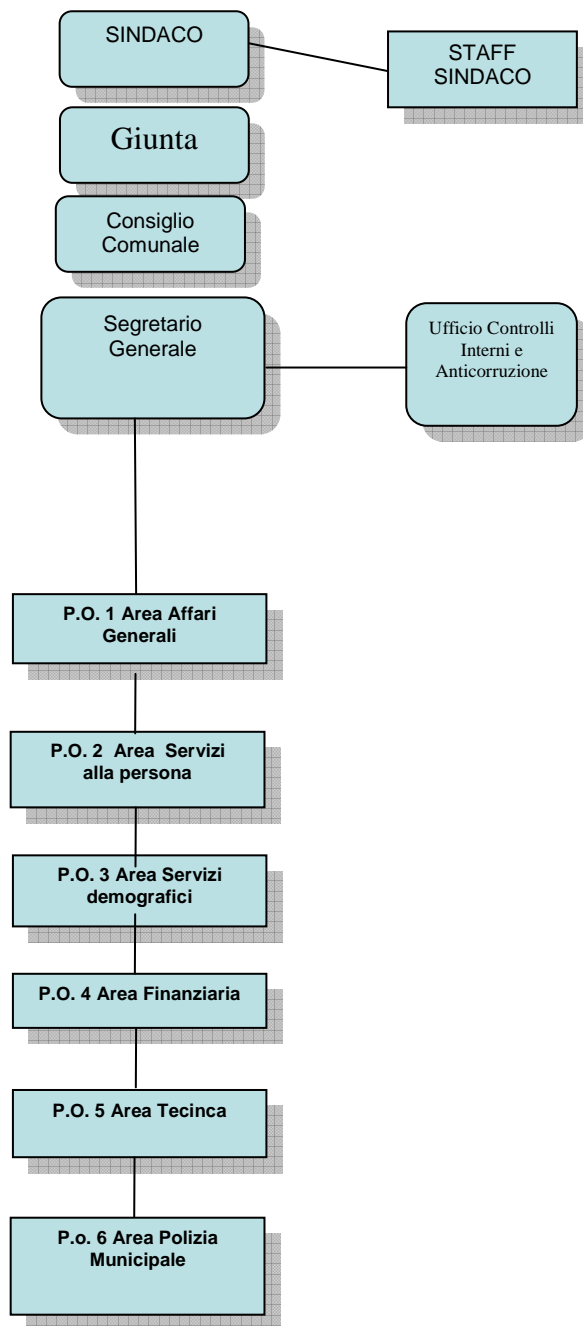 SINDACO
STAFF
SINDACO
Giunta
Consiglio
Comunale
Segretario
Generale
Ufficio Controlli
Interni e
Anticorruzione
P.O. 1 Area Affari
Generali
P.O. 2 Area Servizi
alla persona
P.O. 3 Area Servizi
demografici
P.O. 4 Area Finanziaria
P.O. 5 Area Tecinca
P.o. 6 Area Polizia
Municipale